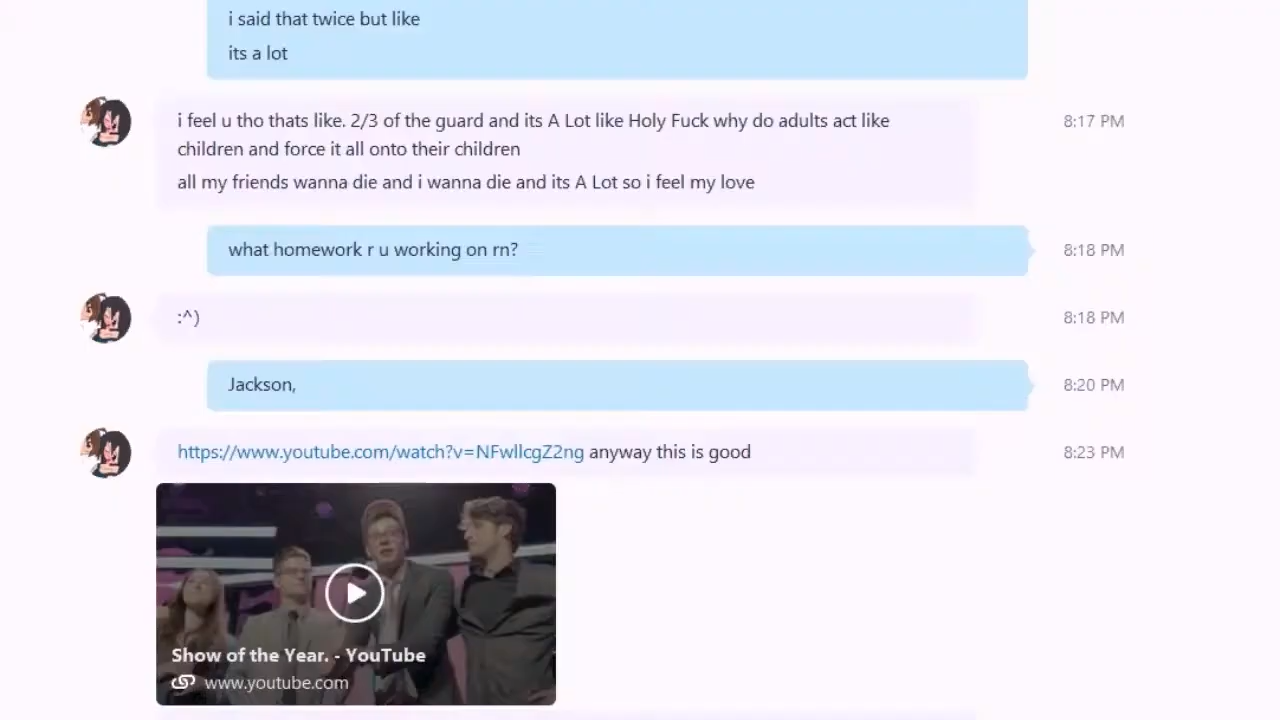 i said that twice but like
its a lot
i feel u tho thats like. 2/3 of the guard and its A Lot like Holy Fuck why do adults act like
children and force it all onto their children
8:17 PM
all my friends wanna die and i wanna die and its A Lot so i feel my love
what homework r u working on rn?
8:18 PM
:^)
8:18 PM
Jackson,
8:20 PM
https://www.youtube.com/watch?v=NFwllcgZ2ng anyway this is good
8:23 PM
Show of the Year. - YouTube
www.youtube.com